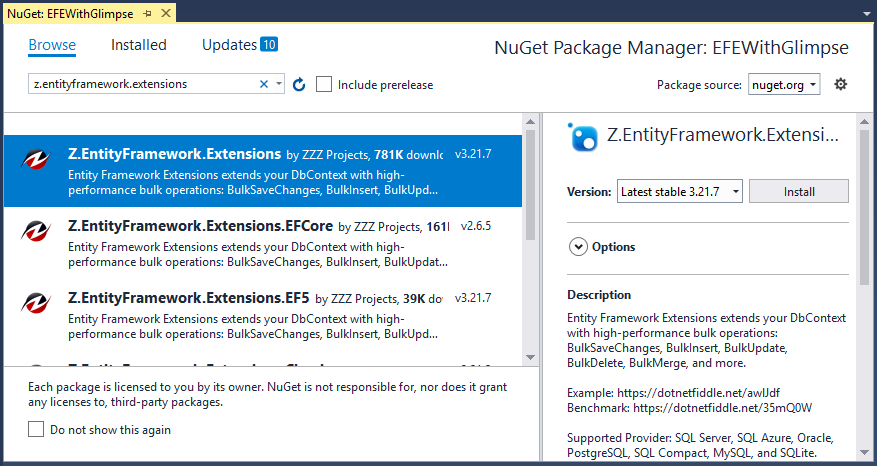 NuGet: EFEWithGlimpse
Browse Installed Updates 10
NuGet Package Manager: EFEWithGlimpse
z.entityframework.extensions
Include prerelease
Package source: nuget.org
Z.EntityFramework.Extensions by ZZZ Projects, 781K downlo v3.21.7
Entity Framework Extensions extends your DbContext with high-
performance bulk operations: BulkSaveChanges, BulkInsert, BulkUpd...
Z.EntityFramework.Extensions.EFCore by ZZZ Projects, 161K v2.6.5
Entity Framework Extensions extends your DbContext with high-
performance bulk operations: BulkSaveChanges, BulkInsert, BulkUpdat...
Z.EntityFramework.Extensions.EF5 by ZZZ Projects, 39K dow v3.21.7
Entity Framework Extensions extends your DbContext with high-
performance bulk operations: BulkSaveChanges, BulkInsert, BulkUpd...
Each package is licensed to you by its owner. NuGet is not responsible for, nor does it grant
any licenses to, third-party packages.
Do not show this again
Z.EntityFramework.Extensi...
Version: Latest stable 3.21.7 Install
Options
Description
Entity Framework Extensions extends your DbContext
with high-performance bulk operations:
BulkSaveChanges, BulkInsert, BulkUpdate,
BulkDelete, BulkMerge, and more.
Example: https://dotnetfiddle.net/awlJdf
Benchmark: https://dotnetfiddle.net/35mQ0W
Supported Provider: SQL Server, SQL Azure, Oracle,
PostgreSQL, SQL Compact, MySQL, and SQLite.